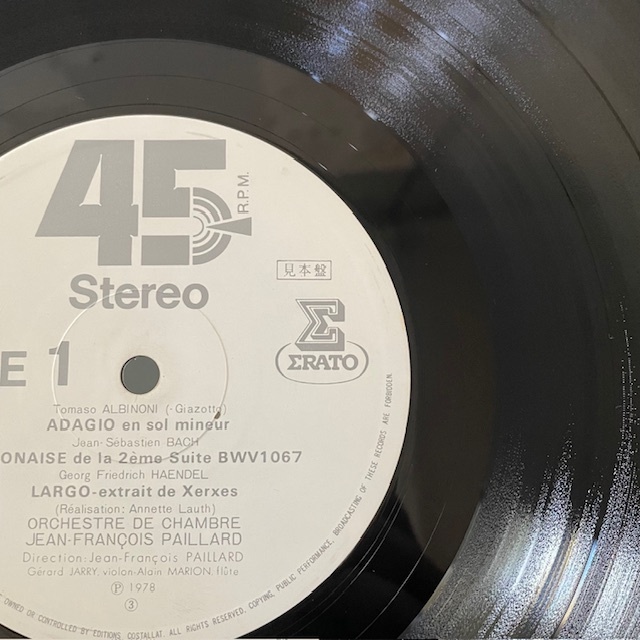 45
R.P.M.
Stereo
見本盤
Σ
ΣRATO
E 1
Tomaso ALBINONI (-Giazotto)
ADAGIO en sol mineur
Jean-Sébastien BACH
ONAISE de la 2ème Suite BWV1067
Georg Friedrich HAENDEL
LARGO-extrait de Xerxes
(Réalisation: Annette Lauth)
ORCHESTRE DE CHAMBRE
JEAN-FRANÇOIS PAILLARD
Direction:Jean-François PAILLARD
Gérard JARRY, violon-Alain MARION, flûte
Ⓟ 1978
③
OWNED OR CONTROLLED BY EDITIONS COSTALLAT. ALL RIGHTS RESERVED. COPYING, PUBLIC PERFORMANCE, BROADCASTING OF THESE RECORDS ARE FORBIDDEN.